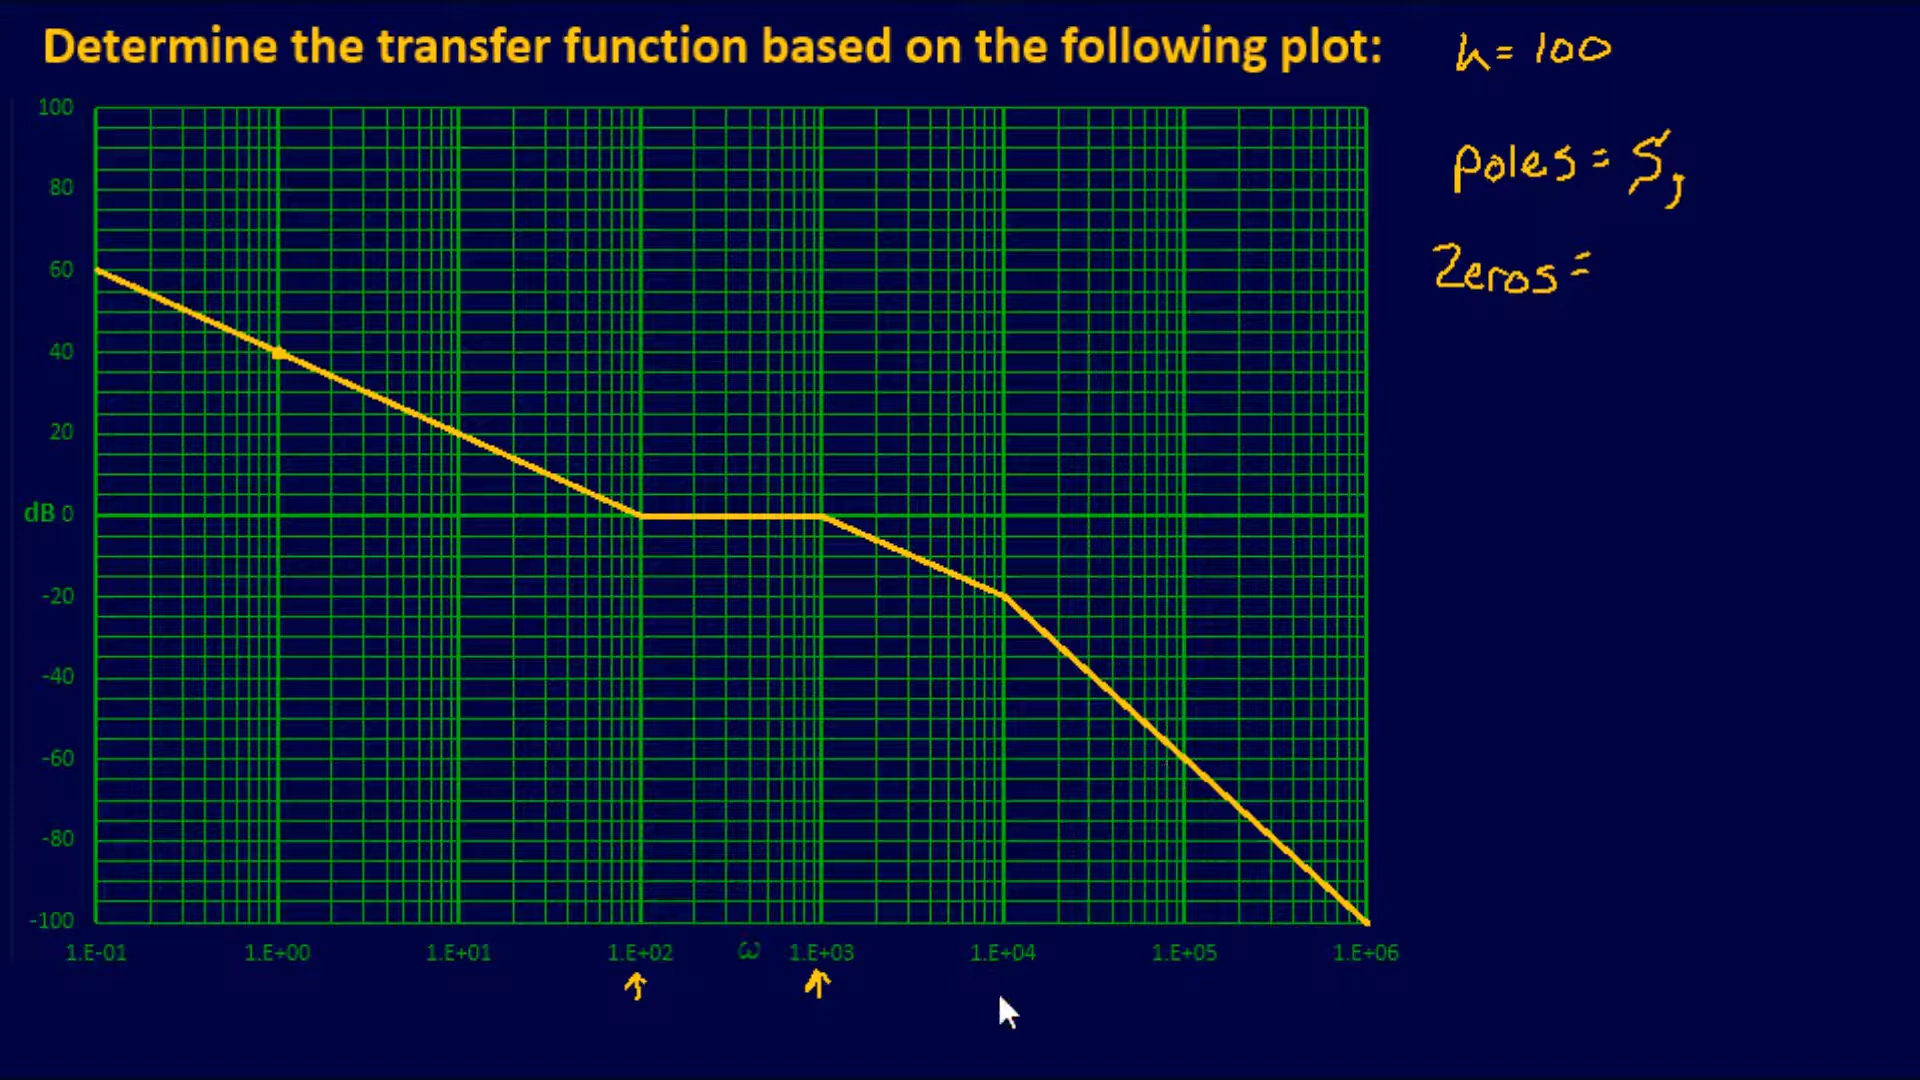 Determine the transfer function based on the following plot:
k= 100
poles = S,
Zeros =
100
80
60
40
20
dB 0
-20
-40
-60
-80
-100
1.E-01 1.E+00 1.E+01 1.E+02 ω 1.E+03 1.E+04 1.E+05 1.E+06